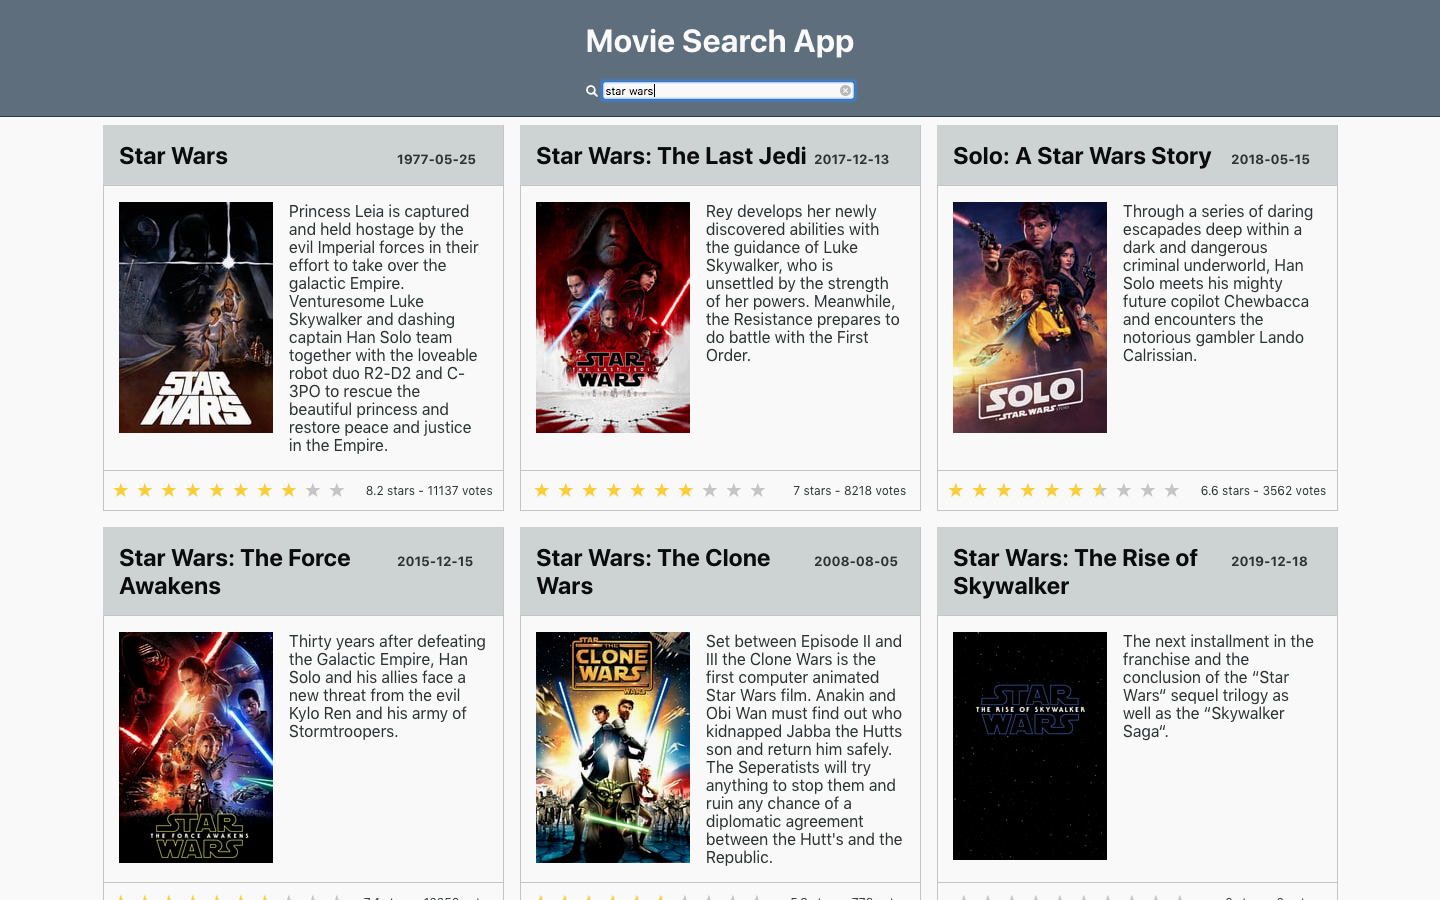 Movie Search App
star wars
Star Wars 1977-05-25
Princess Leia is captured
and held hostage by the
evil Imperial forces in their
effort to take over the
galactic Empire.
Venturesome Luke
Skywalker and dashing
captain Han Solo team
together with the loveable
robot duo R2-D2 and C-
3PO to rescue the
beautiful princess and
restore peace and justice
in the Empire.
STAR
WARS
8.2 stars - 11137 votes
Star Wars: The Last Jedi 2017-12-13
Rey develops her newly
discovered abilities with
the guidance of Luke
Skywalker, who is
unsettled by the strength
of her powers. Meanwhile,
the Resistance prepares to
do battle with the First
Order.
STAR
WARS
7 stars - 8218 votes
Solo: A Star Wars Story 2018-05-15
Through a series of daring
escapades deep within a
dark and dangerous
criminal underworld, Han
Solo meets his mighty
future copilot Chewbacca
and encounters the
notorious gambler Lando
Calrissian.
SOLO
STAR WARS
6.6 stars - 3562 votes
Star Wars: The Force
Awakens
2015-12-15
Thirty years after defeating
the Galactic Empire, Han
Solo and his allies face a
new threat from the evil
Kylo Ren and his army of
Stormtroopers.
STAR
THE FORCE AWAKENS
WARS
Star Wars: The Clone
Wars
2008-08-05
Set between Episode II and
III the Clone Wars is the
first computer animated
Star Wars film. Anakin and
Obi Wan must find out who
kidnapped Jabba the Hutts
son and return him safely.
The Seperatists will try
anything to stop them and
ruin any chance of a
diplomatic agreement
between the Hutt's and the
Republic.
STAR
THE
CLONE
WARS
WARS
Star Wars: The Rise of
Skywalker
2019-12-18
The next installment in the
franchise and the
conclusion of the “Star
Wars“ sequel trilogy as
well as the “Skywalker
Saga“.
STAR
THE RISE OF SKYWALKER
WARS